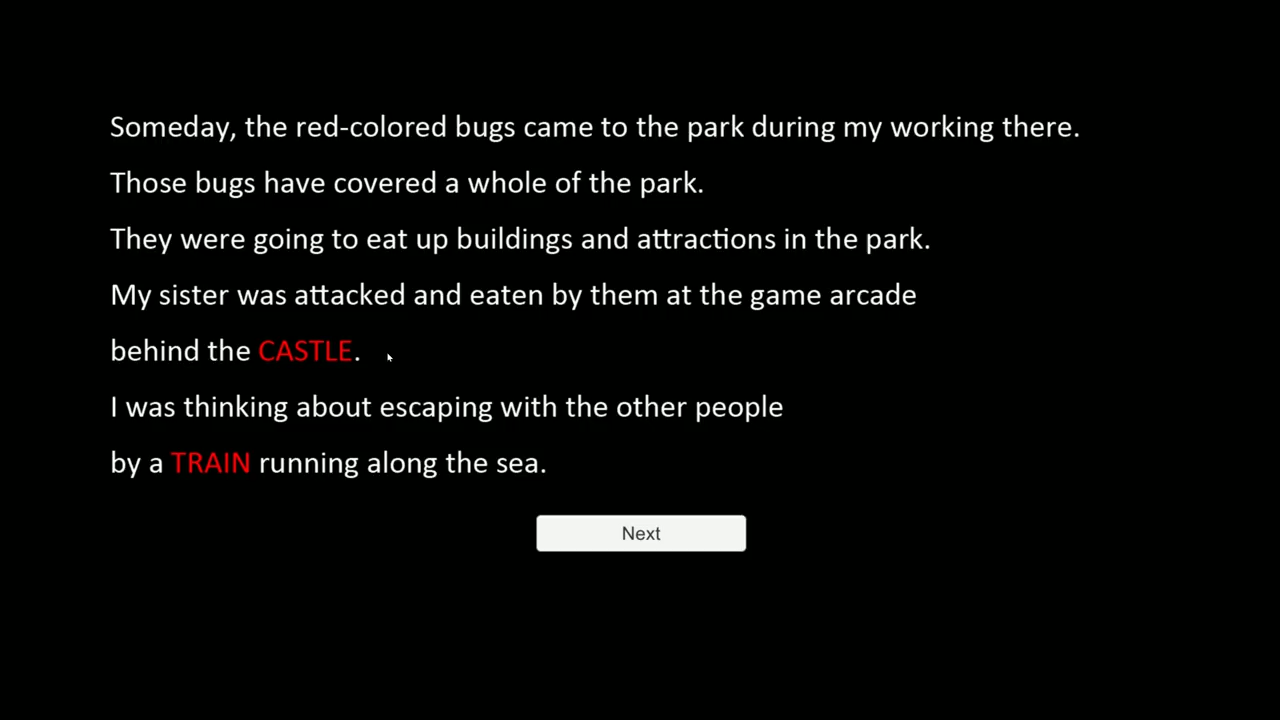 Someday, the red-colored bugs came to the park during my working there.
Those bugs have covered a whole of the park.
They were going to eat up buildings and attractions in the park.
My sister was attacked and eaten by them at the game arcade
behind the CASTLE.
I was thinking about escaping with the other people
by a TRAIN running along the sea.
Next